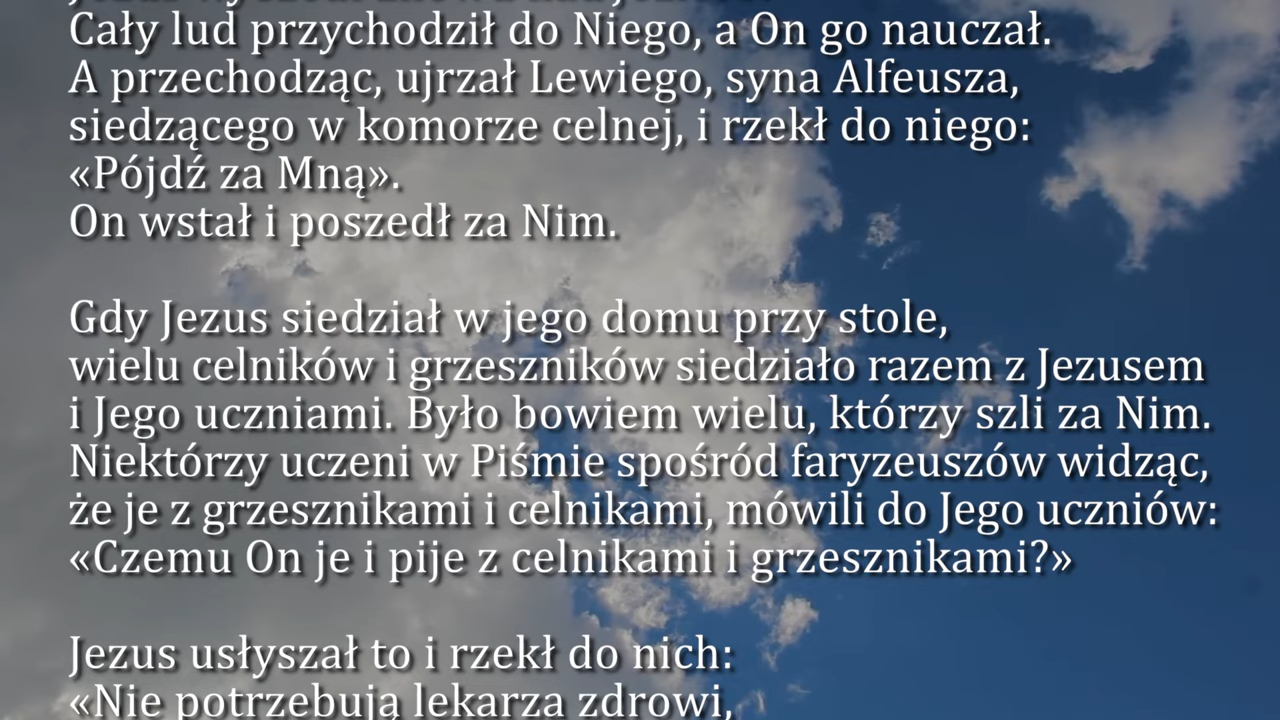 Cały lud przychodził do Niego, a On go nauczał.
A przechodząc, ujrzał Lewiego, syna Alfeusza,
siedzącego w komorze celnej, i rzekł do niego:
«Pójdź za Mną».
On wstał i poszedł za Nim.
Gdy Jezus siedział w jego domu przy stole,
wielu celników i grzeszników siedziało razem z Jezusem
i Jego uczniami. Było bowiem wielu, którzy szli za Nim.
Niektórzy uczeni w Piśmie spośród faryzeuszów widząc,
że je z grzesznikami i celnikami, mówili do Jego uczniów:
«Czemu On je i pije z celnikami i grzesznikami?»
Jezus usłyszał to i rzekł do nich:
«Nie potrzebują lekarza zdrowi,